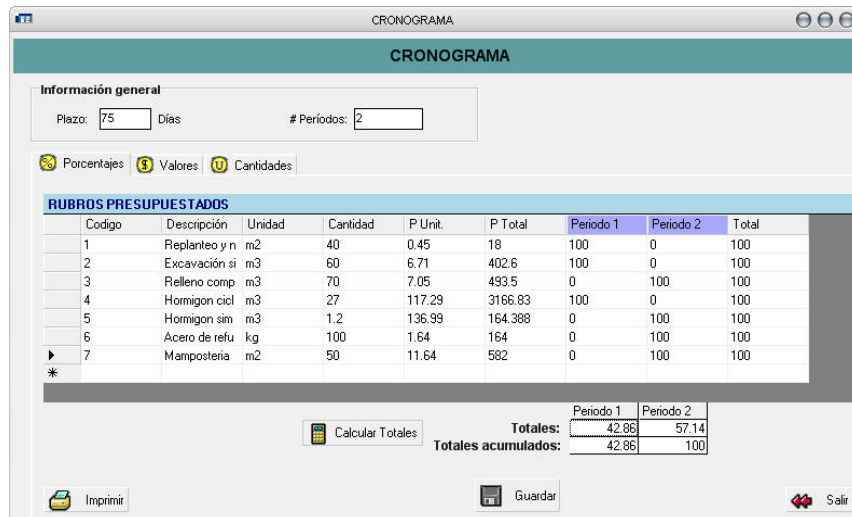 CRONOGRAMA
CRONOGRAMA
Información general
Plazo: 75 Días # Períodos: 2
Porcentajes Valores Cantidades
RUBROS PRESUPUESTADOS
Codigo Descripción Unidad Cantidad P Unit. P Total Periodo 1 Periodo 2 Total
1 Replanteo y n m2 40 0.45 18 100 0 100
2 Excavación si m3 60 6.71 402.6 100 0 100
3 Relleno comp m3 70 7.05 493.5 0 100 100
4 Hormigon cicl m3 27 117.29 3166.83 100 0 100
5 Hormigon sim m3 1.2 136.99 164.388 0 100 100
6 Acero de refu kg 100 1.64 164 0 100 100
7 Mamposteria m2 50 11.64 582 0 100 100
Periodo 1 Periodo 2
Calcular Totales Totales: 42.86 57.14
Totales acumulados: 42.86 100
Imprimir Guardar Salir